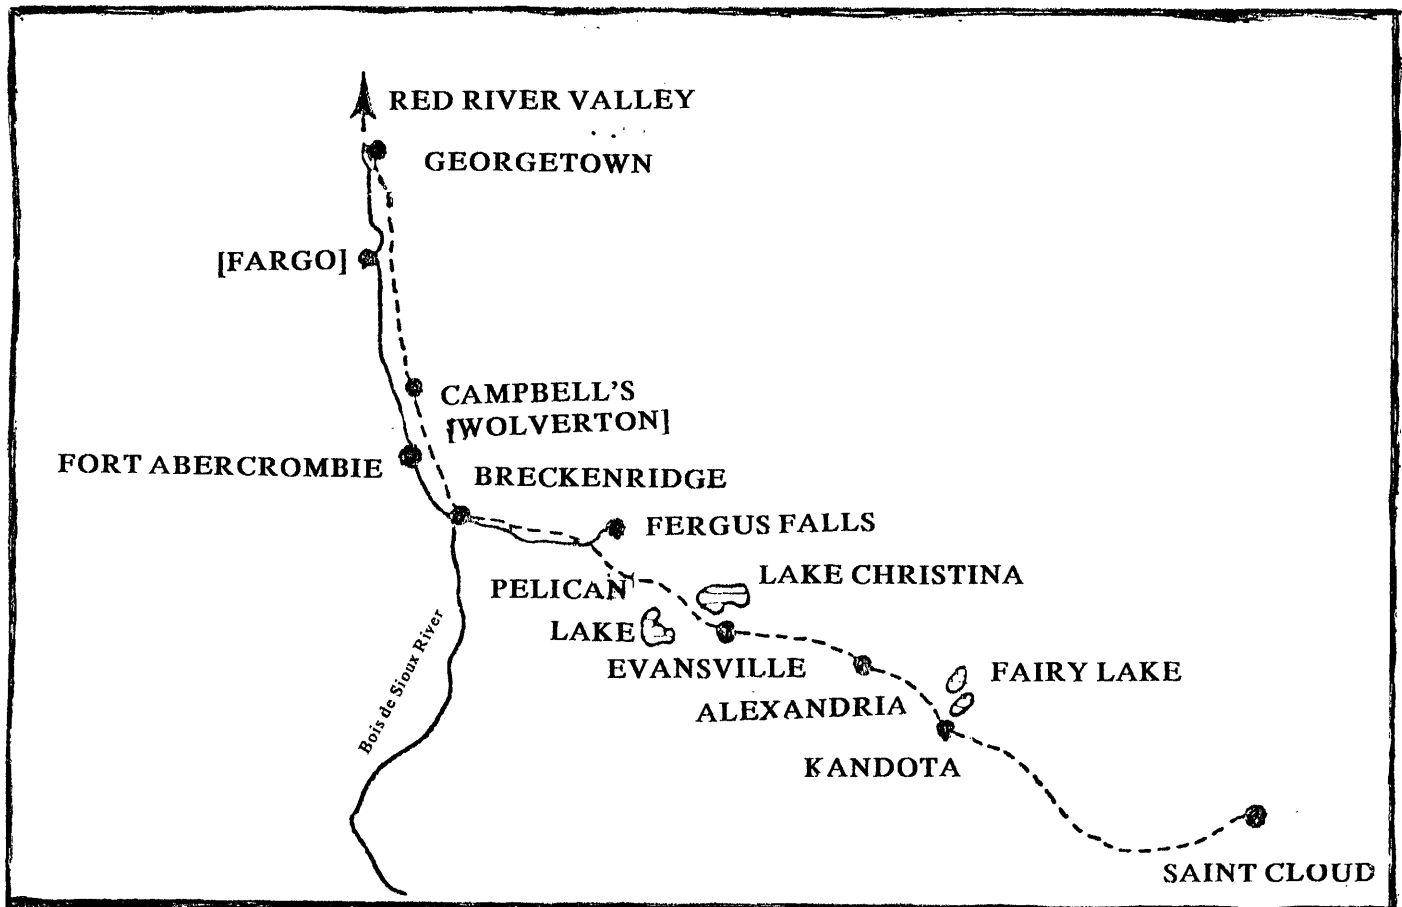 RED RIVER VALLEY
GEORGETOWN
[FARGO]
CAMPBELL'S
[WOLVERTON]
FORT ABERCROMBIE
BRECKENRIDGE
FERGUS FALLS
LAKE CHRISTINA
PELICAN
LAKE
EVANSVILLE
FAIRY LAKE
ALEXANDRIA
KANDOTA
Bois de Sioux River
SAINT CLOUD